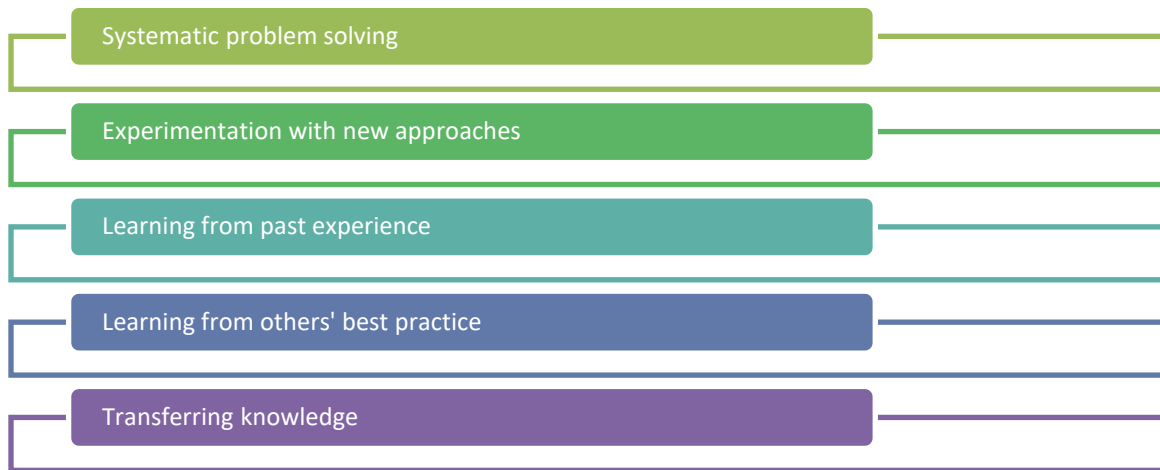 Systematic problem solving
Experimentation with new approaches
Learning from past experience
Learning from others' best practice
Transferring knowledge